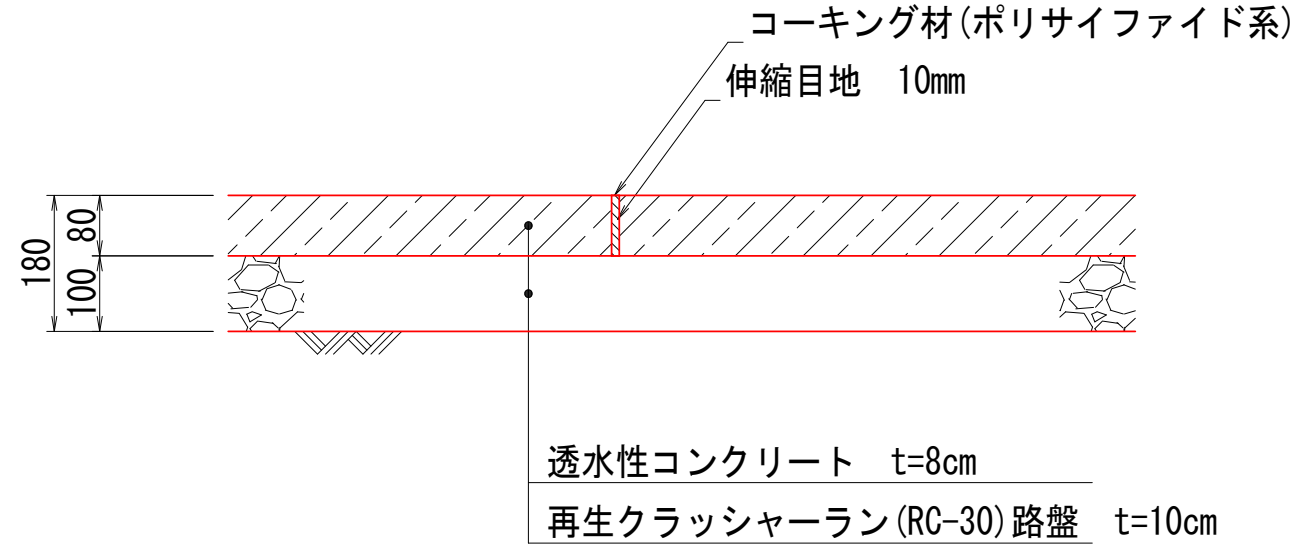 コーキング材(ポリサイファイド系)
伸縮目地　10mm
180
80
100
透水性コンクリート　t=8cm
再生クラッシャーラン(RC-30)路盤　t=10cm